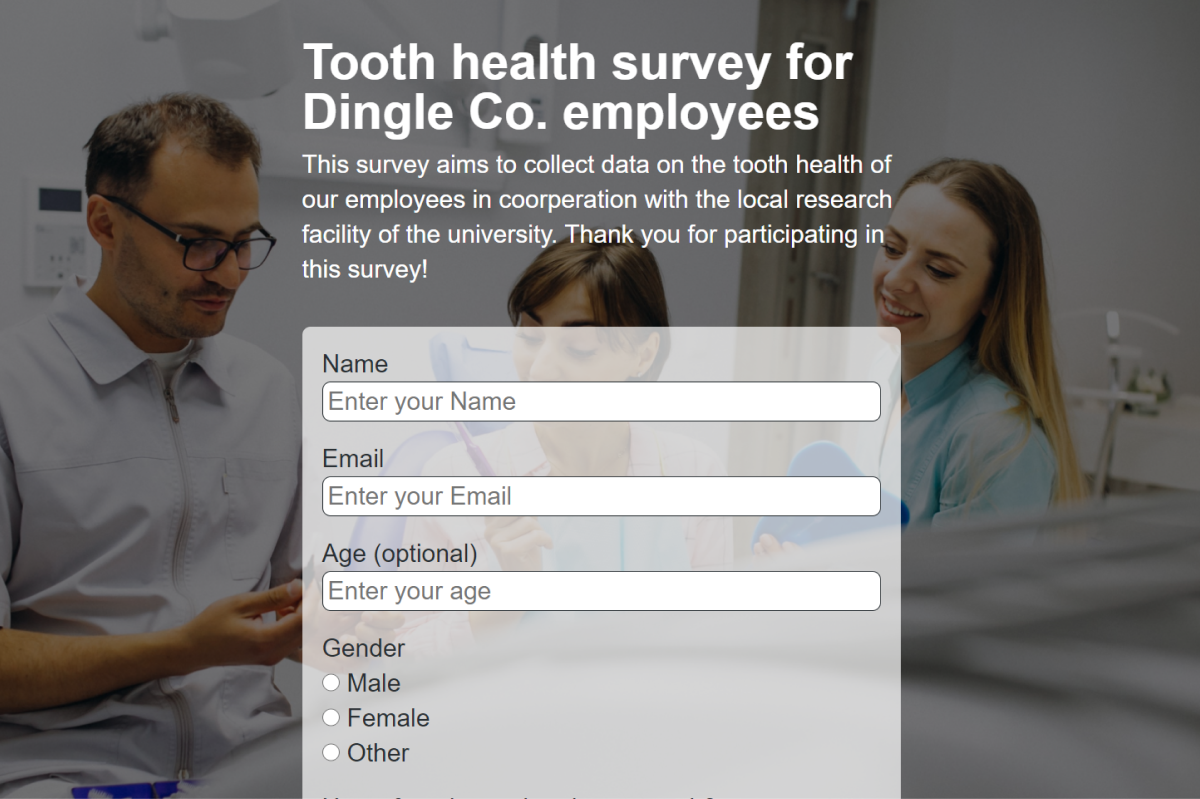 Tooth health survey for
Dingle Co. employees
This survey aims to collect data on the tooth health of
our employees in coorperation with the local research
facility of the university. Thank you for participating in
this survey!
Name
Enter your Name
Email
Enter your Email
Age (optional)
Enter your age
Gender
Male
Female
Other